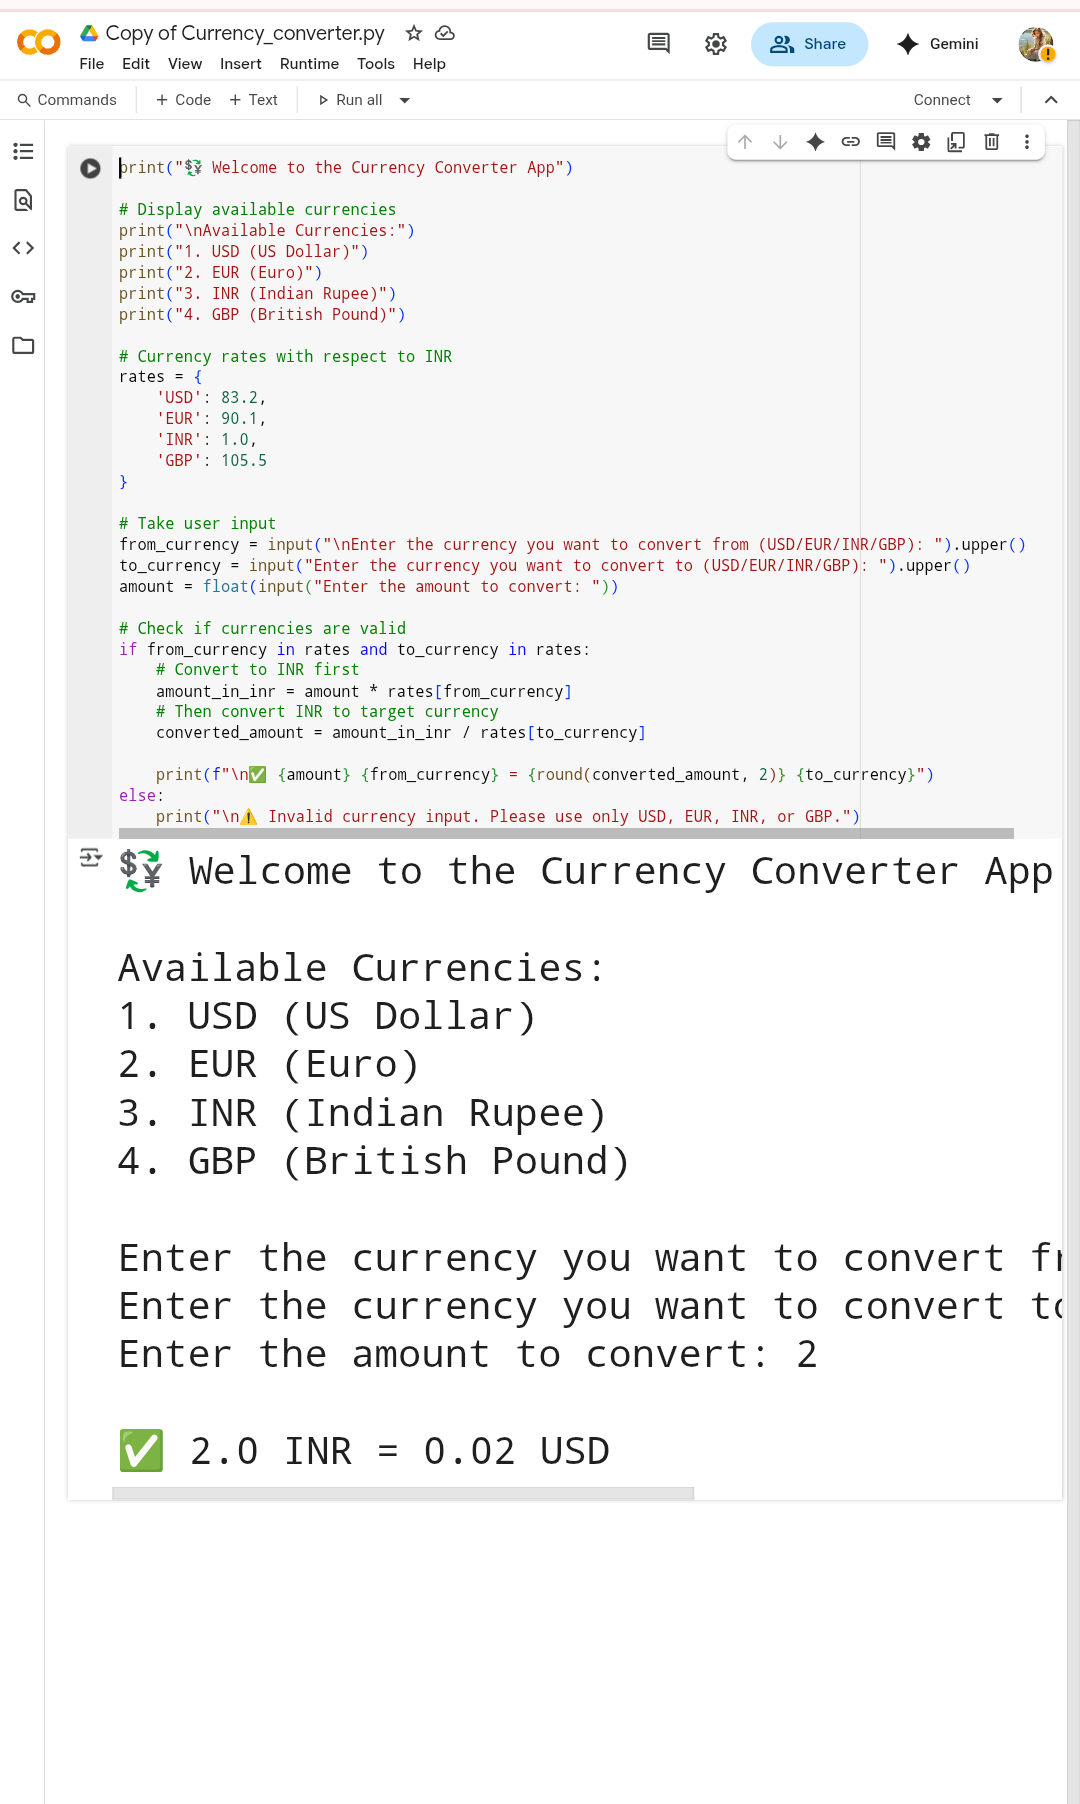 Copy of Currency_converter.py
File Edit View Insert Runtime Tools Help
Share
Gemini
Commands + Code + Text Run all
Connect
print("💱 Welcome to the Currency Converter App")
# Display available currencies
print("\nAvailable Currencies:")
print("1. USD (US Dollar)")
print("2. EUR (Euro)")
print("3. INR (Indian Rupee)")
print("4. GBP (British Pound)")
# Currency rates with respect to INR
rates = {
    'USD': 83.2,
    'EUR': 90.1,
    'INR': 1.0,
    'GBP': 105.5
}
# Take user input
from_currency = input("\nEnter the currency you want to convert from (USD/EUR/INR/GBP): ").upper()
to_currency = input("Enter the currency you want to convert to (USD/EUR/INR/GBP): ").upper()
amount = float(input("Enter the amount to convert: "))
# Check if currencies are valid
if from_currency in rates and to_currency in rates:
    # Convert to INR first
    amount_in_inr = amount * rates[from_currency]
    # Then convert INR to target currency
    converted_amount = amount_in_inr / rates[to_currency]
    print(f"\n✅ {amount} {from_currency} = {round(converted_amount, 2)} {to_currency}")
else:
    print("\n⚠️ Invalid currency input. Please use only USD, EUR, INR, or GBP.")
💱 Welcome to the Currency Converter App
Available Currencies:
1. USD (US Dollar)
2. EUR (Euro)
3. INR (Indian Rupee)
4. GBP (British Pound)
Enter the currency you want to convert
Enter the currency you want to convert
Enter the amount to convert: 2
✅ 2.0 INR = 0.02 USD